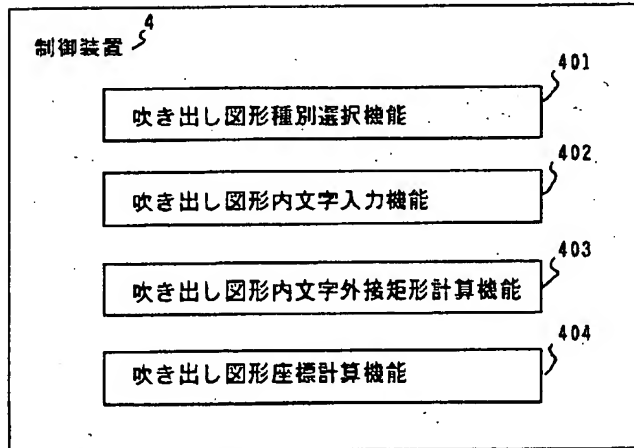 制御装置 4
401
吹き出し図形種別選択機能
402
吹き出し図形内文字入力機能
403
吹き出し図形内文字外接矩形計算機能
404
吹き出し図形座標計算機能